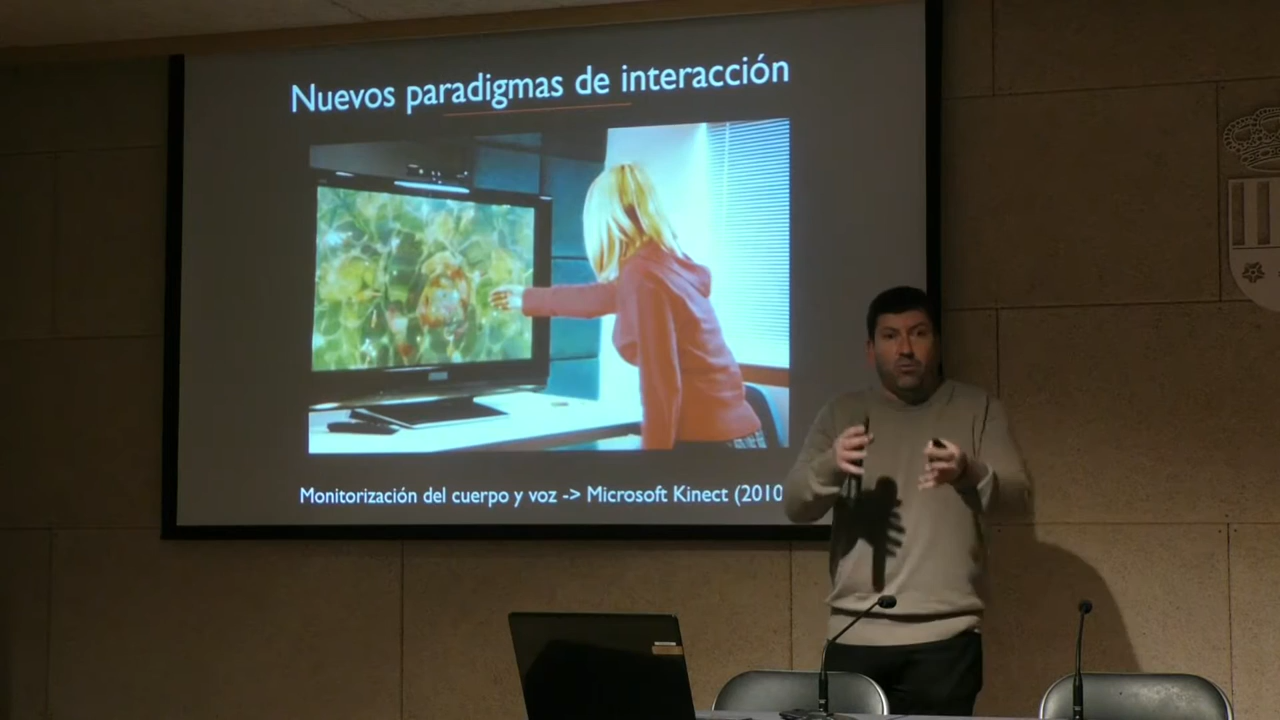 Nuevos paradigmas de interacción
Monitorización del cuerpo y voz -> Microsoft Kinect (2010